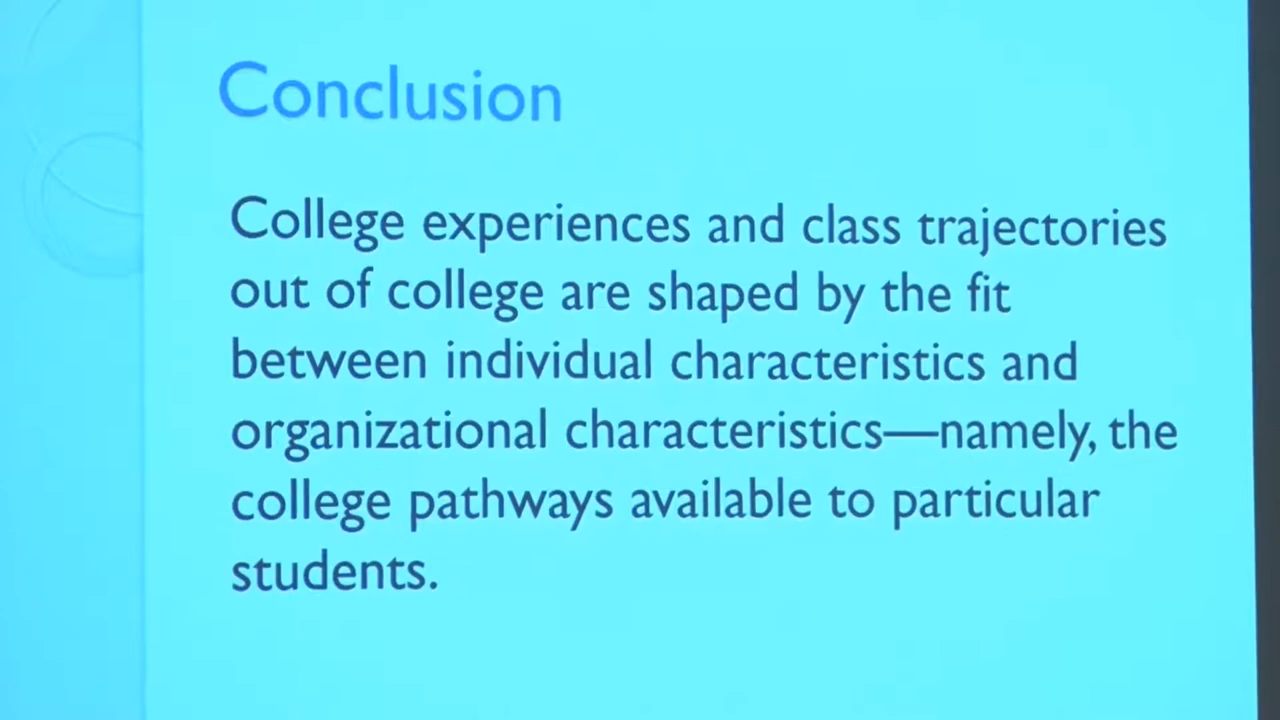 Conclusion
College experiences and class trajectories
out of college are shaped by the fit
between individual characteristics and
organizational characteristics—namely, the
college pathways available to particular
students.